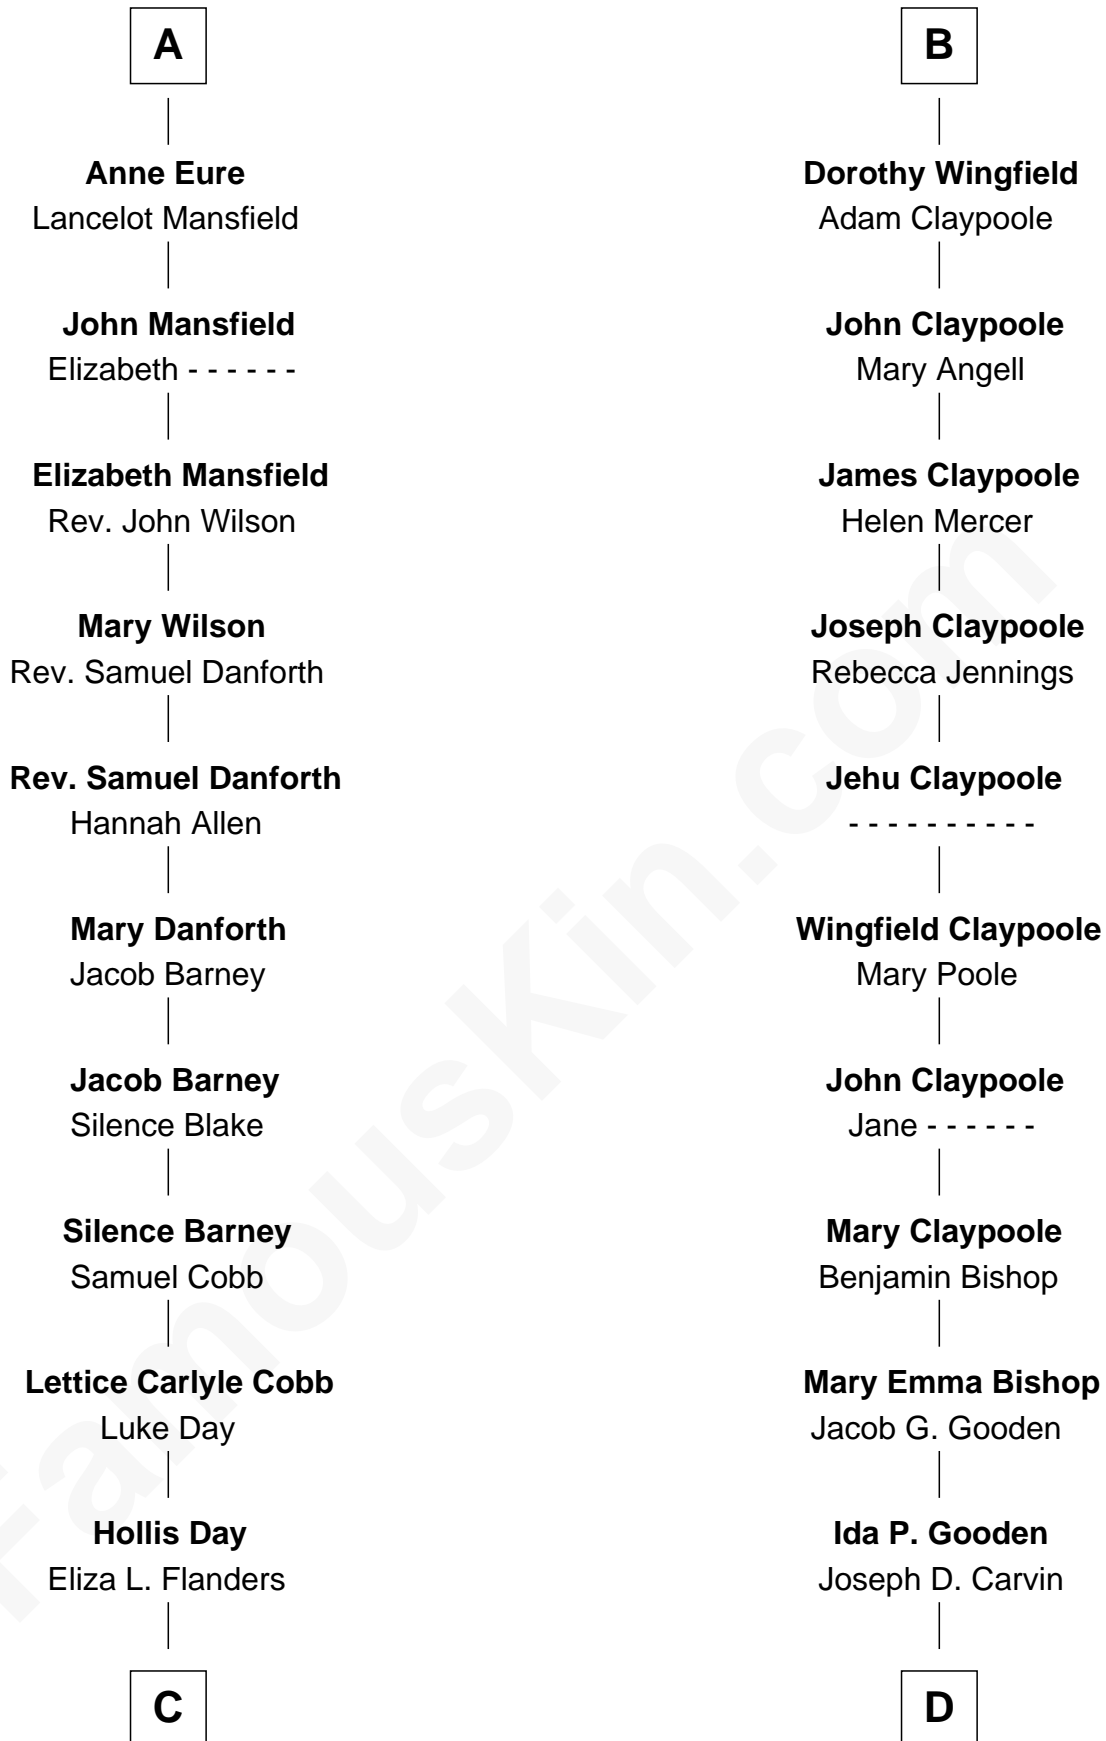 A
Anne Eure
Lancelot Mansfield
John Mansfield
Elizabeth - - - - - -
Elizabeth Mansfield
Rev. John Wilson
Mary Wilson
Rev. Samuel Danforth
Rev. Samuel Danforth
Hannah Allen
Mary Danforth
Jacob Barney
Jacob Barney
Silence Blake
Silence Barney
Samuel Cobb
Lettice Carlyle Cobb
Luke Day
Hollis Day
Eliza L. Flanders
C
B
Dorothy Wingfield
Adam Claypoole
John Claypoole
Mary Angell
James Claypoole
Helen Mercer
Joseph Claypoole
Rebecca Jennings
Jehu Claypoole
- - - - - - - - - -
Wingfield Claypoole
Mary Poole
John Claypoole
Jane - - - - - -
Mary Claypoole
Benjamin Bishop
Mary Emma Bishop
Jacob G. Gooden
Ida P. Gooden
Joseph D. Carvin
D
FamousKin.com